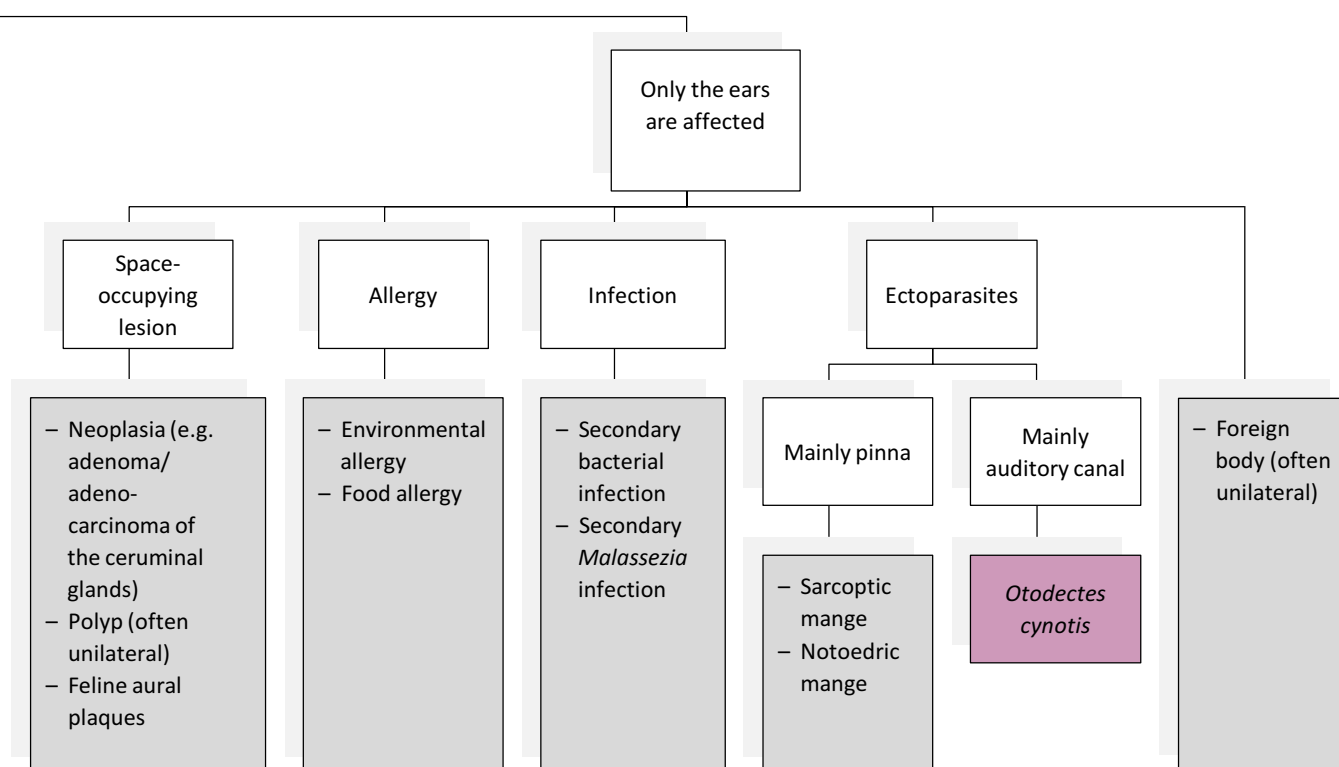 Only the ears
are affected
Space-
occupying
lesion
Allergy
Infection
Ectoparasites
– Neoplasia (e.g.
adenoma/
adeno-
carcinoma of
the ceruminal
glands)
– Polyp (often
unilateral)
– Feline aural
plaques
– Environmental
allergy
– Food allergy
– Secondary
bacterial
infection
– Secondary
Malassezia
infection
Mainly pinna
– Sarcoptic
mange
– Notoedric
mange
Mainly
auditory canal
Otodectes
cynotis
– Foreign
body (often
unilateral)